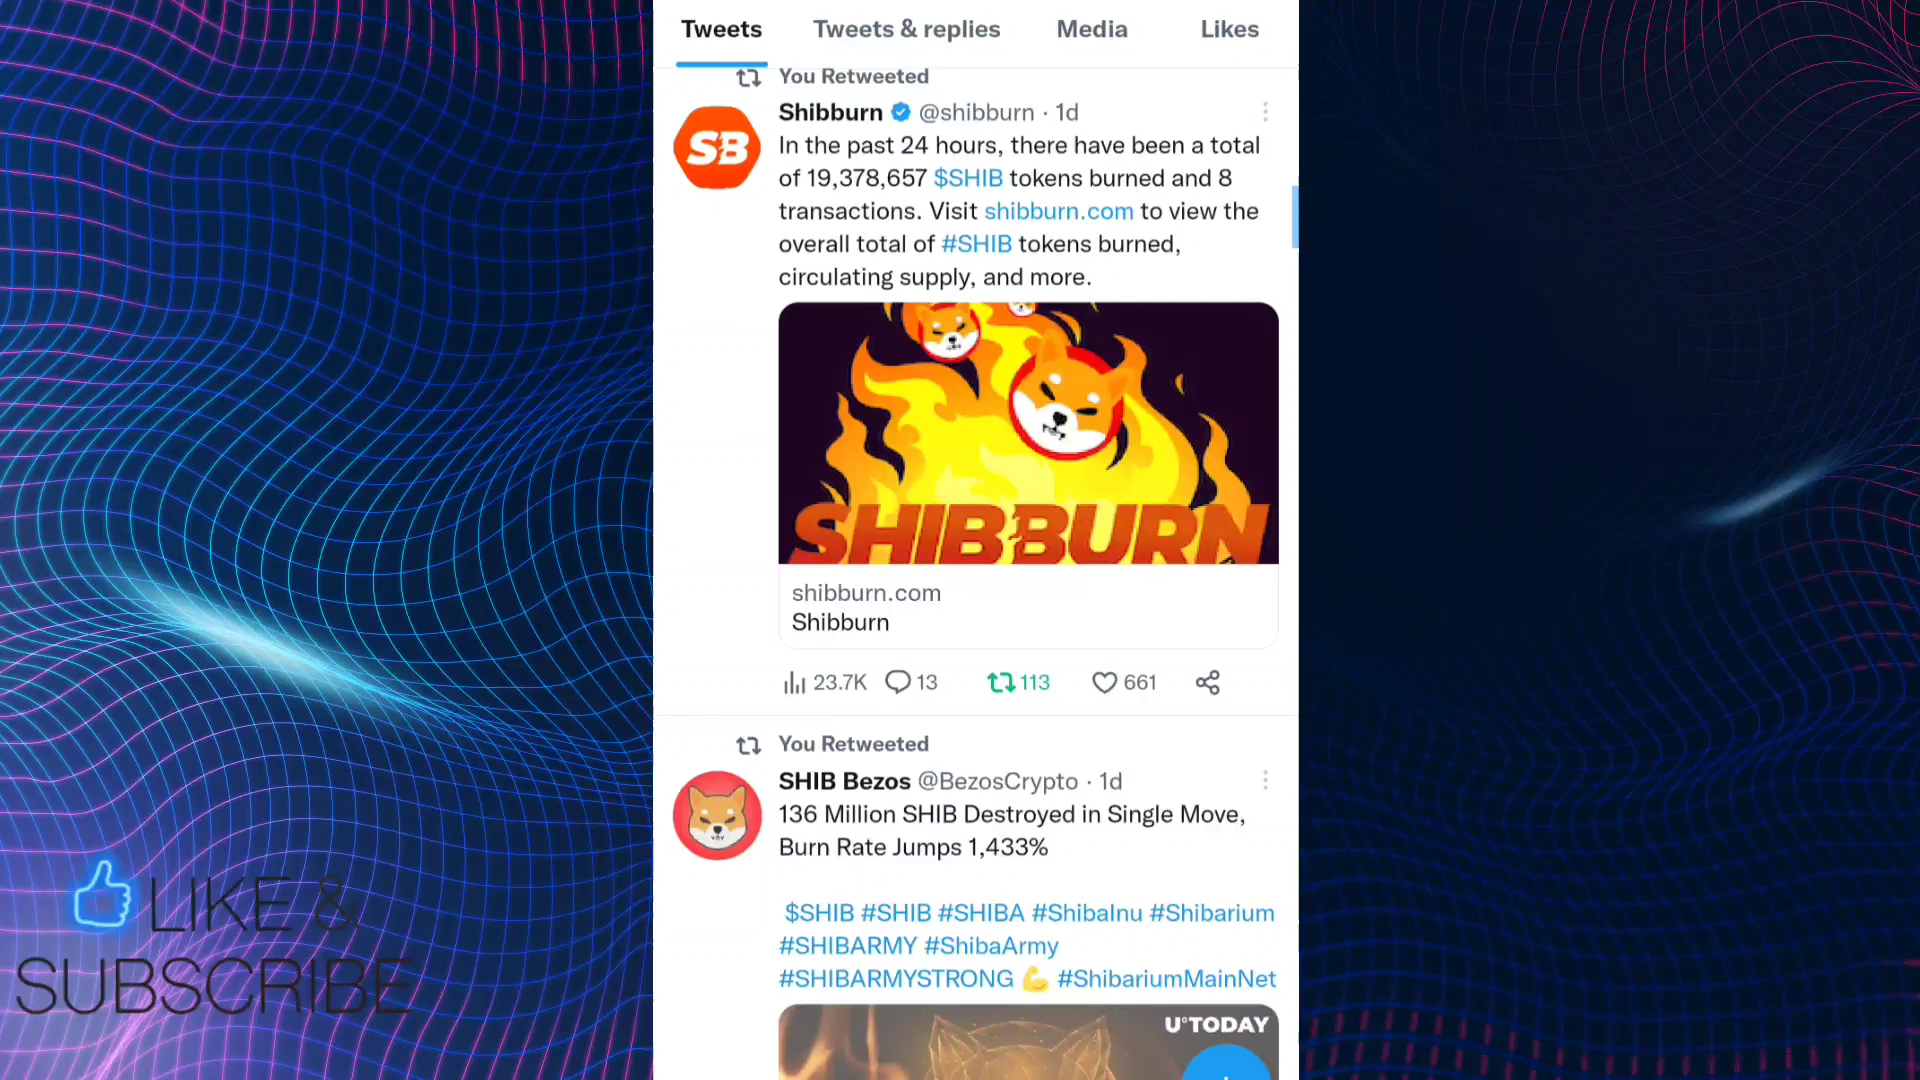 Tweets Tweets & replies Media Likes
You Retweeted
Shibburn @shibburn · 1d
SB
In the past 24 hours, there have been a total
of 19,378,657 $SHIB tokens burned and 8
transactions. Visit shibburn.com to view the
overall total of #SHIB tokens burned,
circulating supply, and more.
SHIBBURN
shibburn.com
Shibburn
23.7K 13 113 661
You Retweeted
SHIB Bezos @BezosCrypto · 1d
136 Million SHIB Destroyed in Single Move,
Burn Rate Jumps 1,433%
$SHIB #SHIB #SHIBA #ShibaInu #Shibarium
#SHIBARMY #ShibaArmy
#SHIBARMYSTRONG 💪 #ShibariumMainNet
U°TODAY
LIKE &
SUBSCRIBE